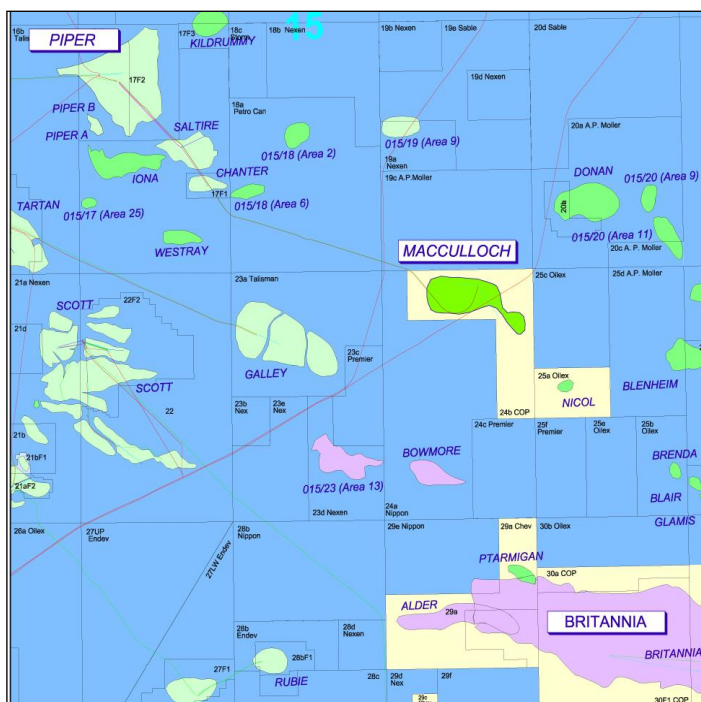 15
16b
Talis
PIPER
17F3
KILDRUMMY
18c
18b Nexen
19b Nexen
19e Sable
20d Sable
17F2
19d Nexen
18a
Petro Can
PIPER B
PIPER A
SALTIRE
015/18 (Area 2)
015/19 (Area 9)
20a A.P. Moller
19a
Nexen
IONA
CHANTER
19c A.P.Moller
DONAN
015/20 (Area 9)
17F1
015/18 (Area 6)
20b
TARTAN
015/17 (Area 25)
015/20 (Area 11)
WESTRAY
MACCULLOCH
20c A.P. Moller
21a Nexen
23a Talisman
25c Oilex
25d A.P. Moller
SCOTT
22F2
21d
23c
Premier
GALLEY
25a Oilex
SCOTT
NICOL
BLENHEIM
22
23b
Nex
23e
Nex
24b COP
24c Premier
25f
Premier
25e
Oilex
25b
Oilex
21b
BOWMORE
BRENDA
21bF1
015/23 (Area 13)
21aF2
BLAIR
23d Nexen
24a
Nippon
GLAMIS
26a Oilex
27UP
Endev
28b
Nippon
29e Nippon
29a Chev
30b Oilex
27LW Endev
PTARMIGAN
30a COP
ALDER
29a
BRITANNIA
28b
Endev
28d
Nexen
28bF1
BRITANNIA
27F1
RUBIE
28c
29d
Nex
29f
29c
30F1 COP